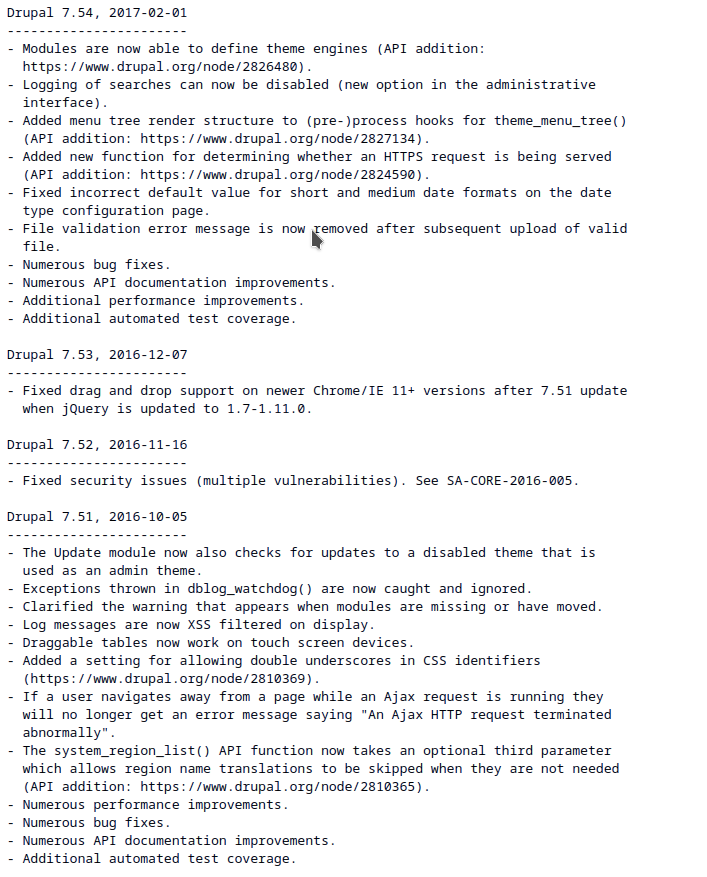 Drupal 7.54, 2017-02-01
-----------------------
- Modules are now able to define theme engines (API addition:
  https://www.drupal.org/node/2826480).
- Logging of searches can now be disabled (new option in the administrative
  interface).
- Added menu tree render structure to (pre-)process hooks for theme_menu_tree()
  (API addition: https://www.drupal.org/node/2827134).
- Added new function for determining whether an HTTPS request is being served
  (API addition: https://www.drupal.org/node/2824590).
- Fixed incorrect default value for short and medium date formats on the date
  type configuration page.
- File validation error message is now removed after subsequent upload of valid
  file.
- Numerous bug fixes.
- Numerous API documentation improvements.
- Additional performance improvements.
- Additional automated test coverage.

Drupal 7.53, 2016-12-07
-----------------------
- Fixed drag and drop support on newer Chrome/IE 11+ versions after 7.51 update
  when jQuery is updated to 1.7-1.11.0.

Drupal 7.52, 2016-11-16
-----------------------
- Fixed security issues (multiple vulnerabilities). See SA-CORE-2016-005.

Drupal 7.51, 2016-10-05
-----------------------
- The Update module now also checks for updates to a disabled theme that is
  used as an admin theme.
- Exceptions thrown in dblog_watchdog() are now caught and ignored.
- Clarified the warning that appears when modules are missing or have moved.
- Log messages are now XSS filtered on display.
- Draggable tables now work on touch screen devices.
- Added a setting for allowing double underscores in CSS identifiers
  (https://www.drupal.org/node/2810369).
- If a user navigates away from a page while an Ajax request is running they
  will no longer get an error message saying "An Ajax HTTP request terminated
  abnormally".
- The system_region_list() API function now takes an optional third parameter
  which allows region name translations to be skipped when they are not needed
  (API addition: https://www.drupal.org/node/2810365).
- Numerous performance improvements.
- Numerous bug fixes.
- Numerous API documentation improvements.
- Additional automated test coverage.